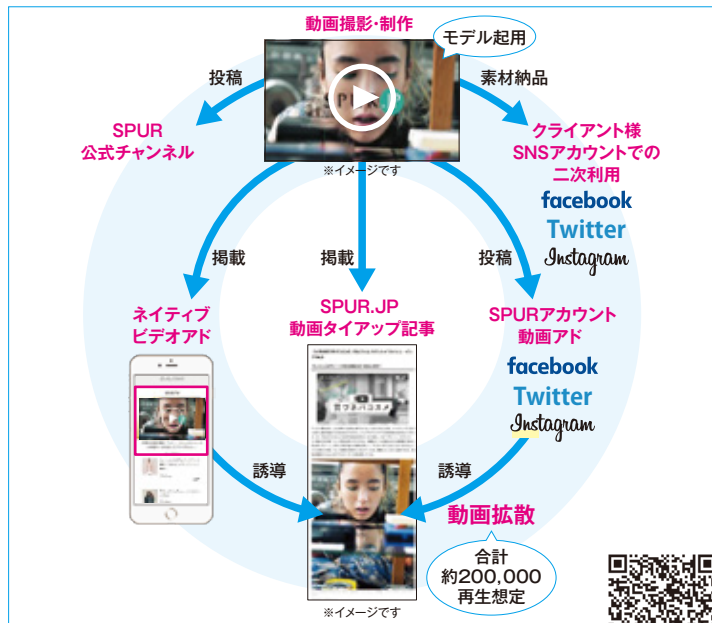 動画撮影・制作
モデル起用
投稿
素材納品
SPUR
公式チャンネル
※イメージです
クライアント様
SNSアカウントでの
二次利用
facebook
Twitter
Instagram
掲載
掲載
投稿
ネイティブ
ビデオアド
SPUR.JP
動画タイアップ記事
SPURアカウント
動画アド
facebook
Twitter
Instagram
誘導
誘導
動画拡散
合計
約200,000
再生想定
※イメージです